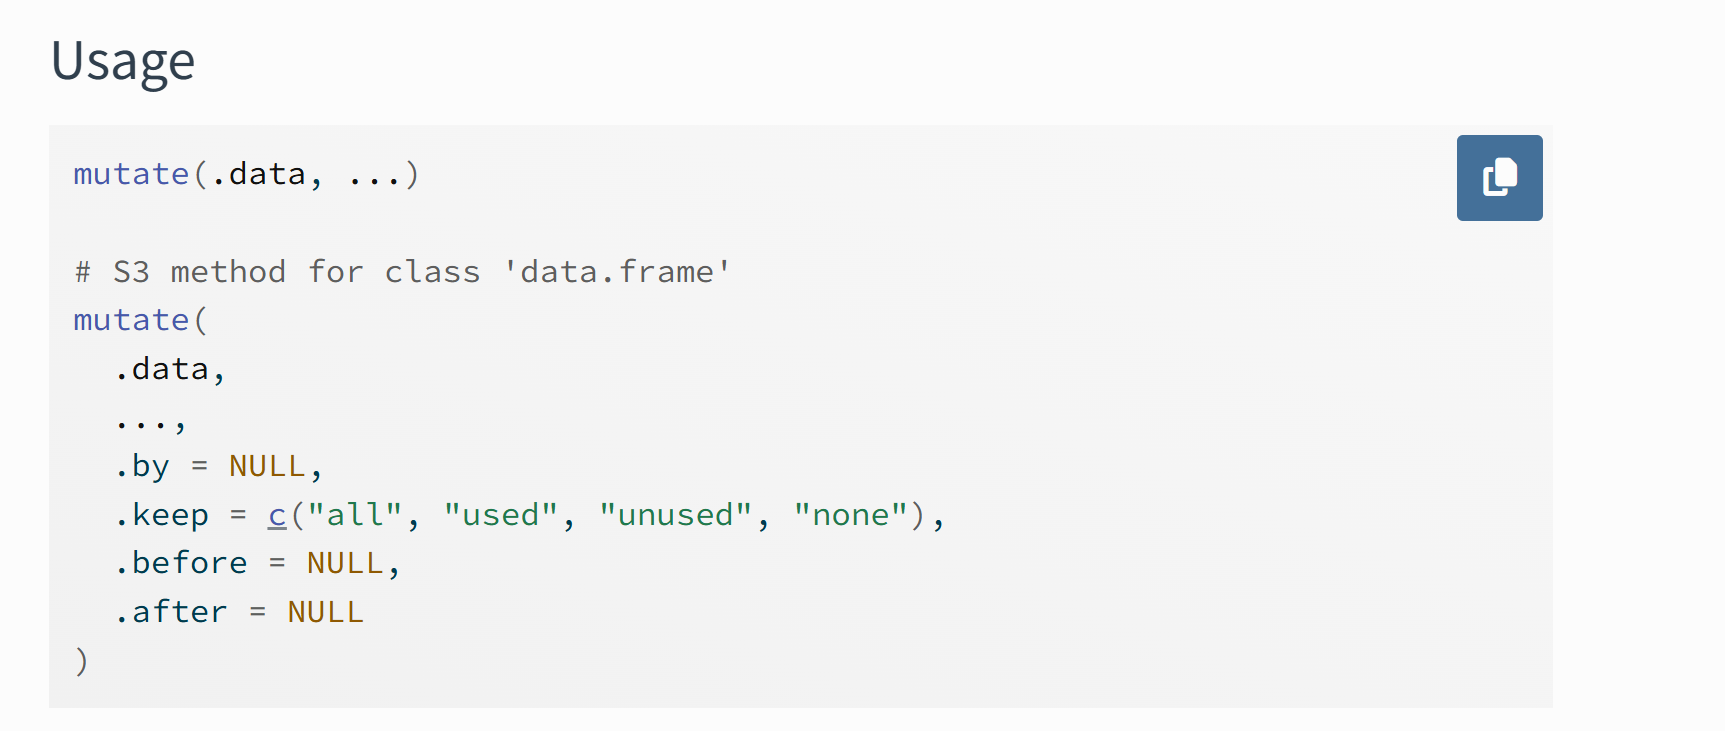 Usage
mutate(.data, ...)
# S3 method for class 'data.frame'
mutate(
  .data,
  ...,
  .by = NULL,
  .keep = c("all", "used", "unused", "none"),
  .before = NULL,
  .after = NULL
)